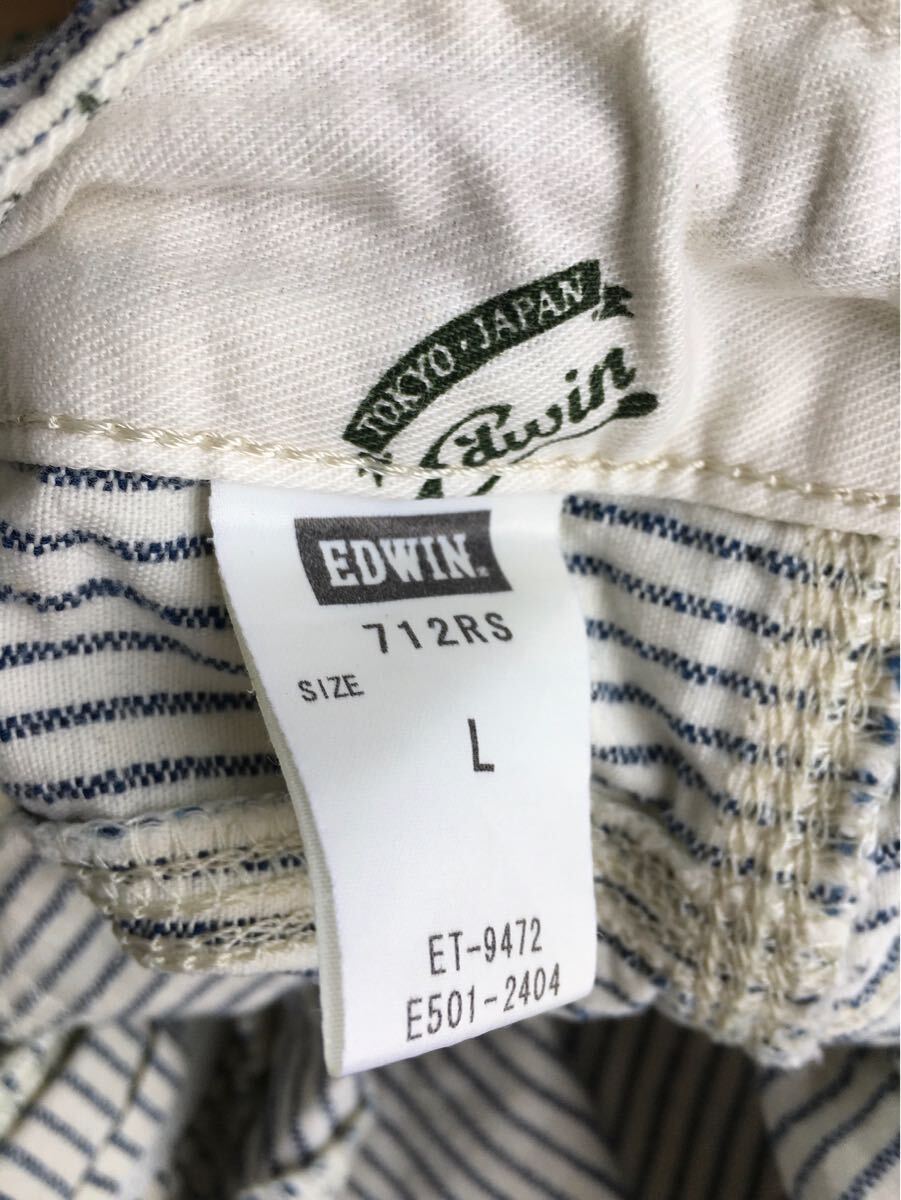 TOKYO・JAPAN
Edwin
EDWIN.
712RS
SIZE
L
ET-9472
E501-2404